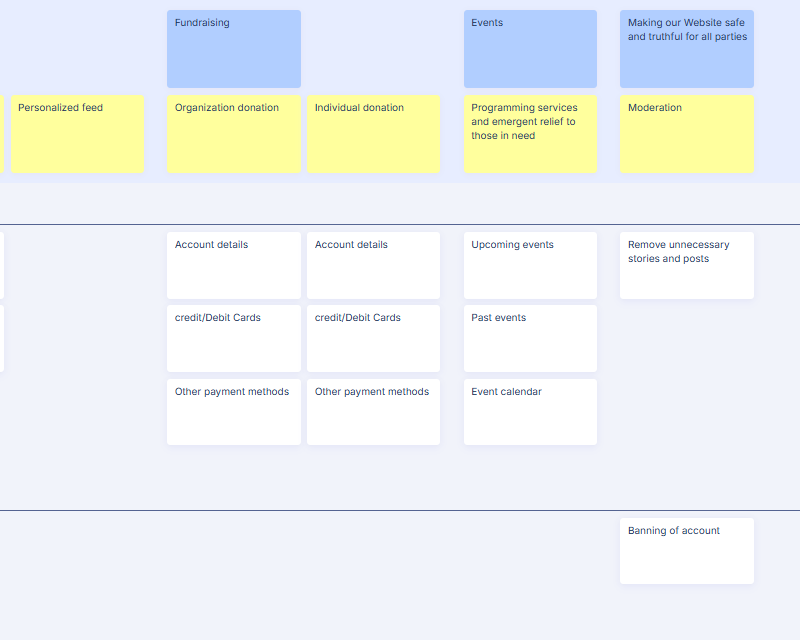 Fundraising
Events
Making our Website safe
and truthful for all parties
Personalized feed
Organization donation
Individual donation
Programming services
and emergent relief to
those in need
Moderation
Account details
Account details
Upcoming events
Remove unnecessary
stories and posts
credit/Debit Cards
credit/Debit Cards
Past events
Other payment methods
Other payment methods
Event calendar
Banning of account